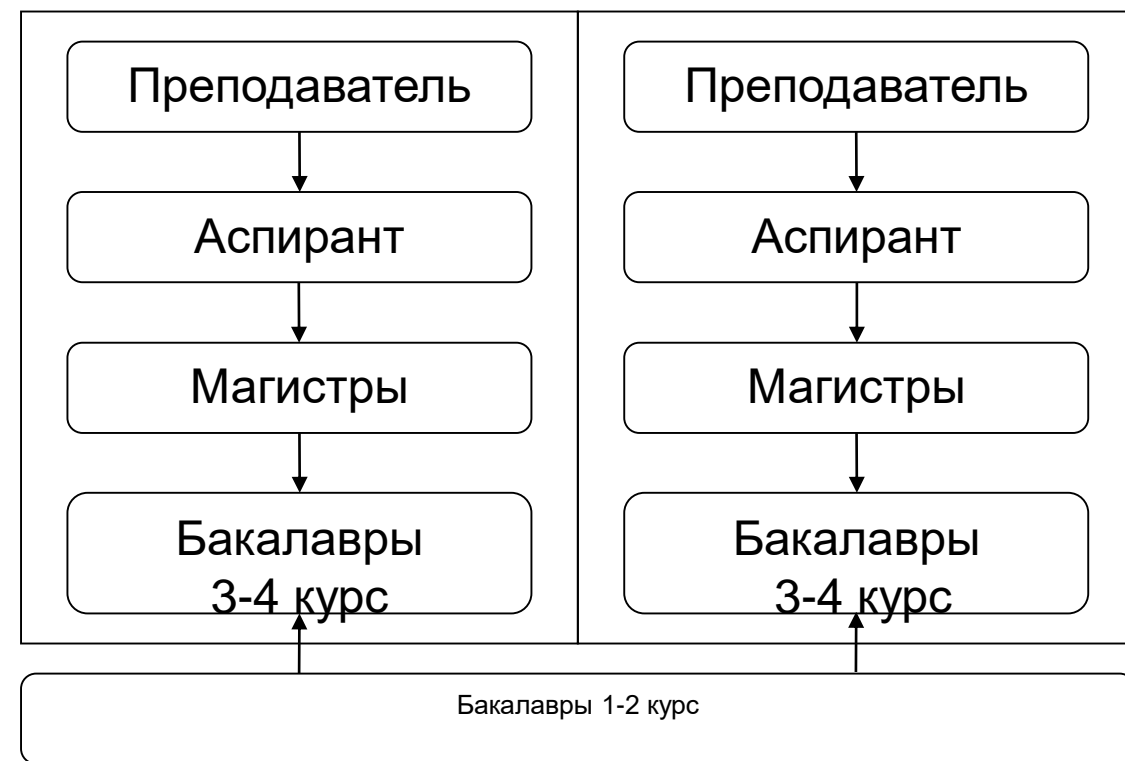 Преподаватель
Аспирант
Магистры
Бакалавры
3-4 курс
Преподаватель
Аспирант
Магистры
Бакалавры
3-4 курс
Бакалавры 1-2 курс